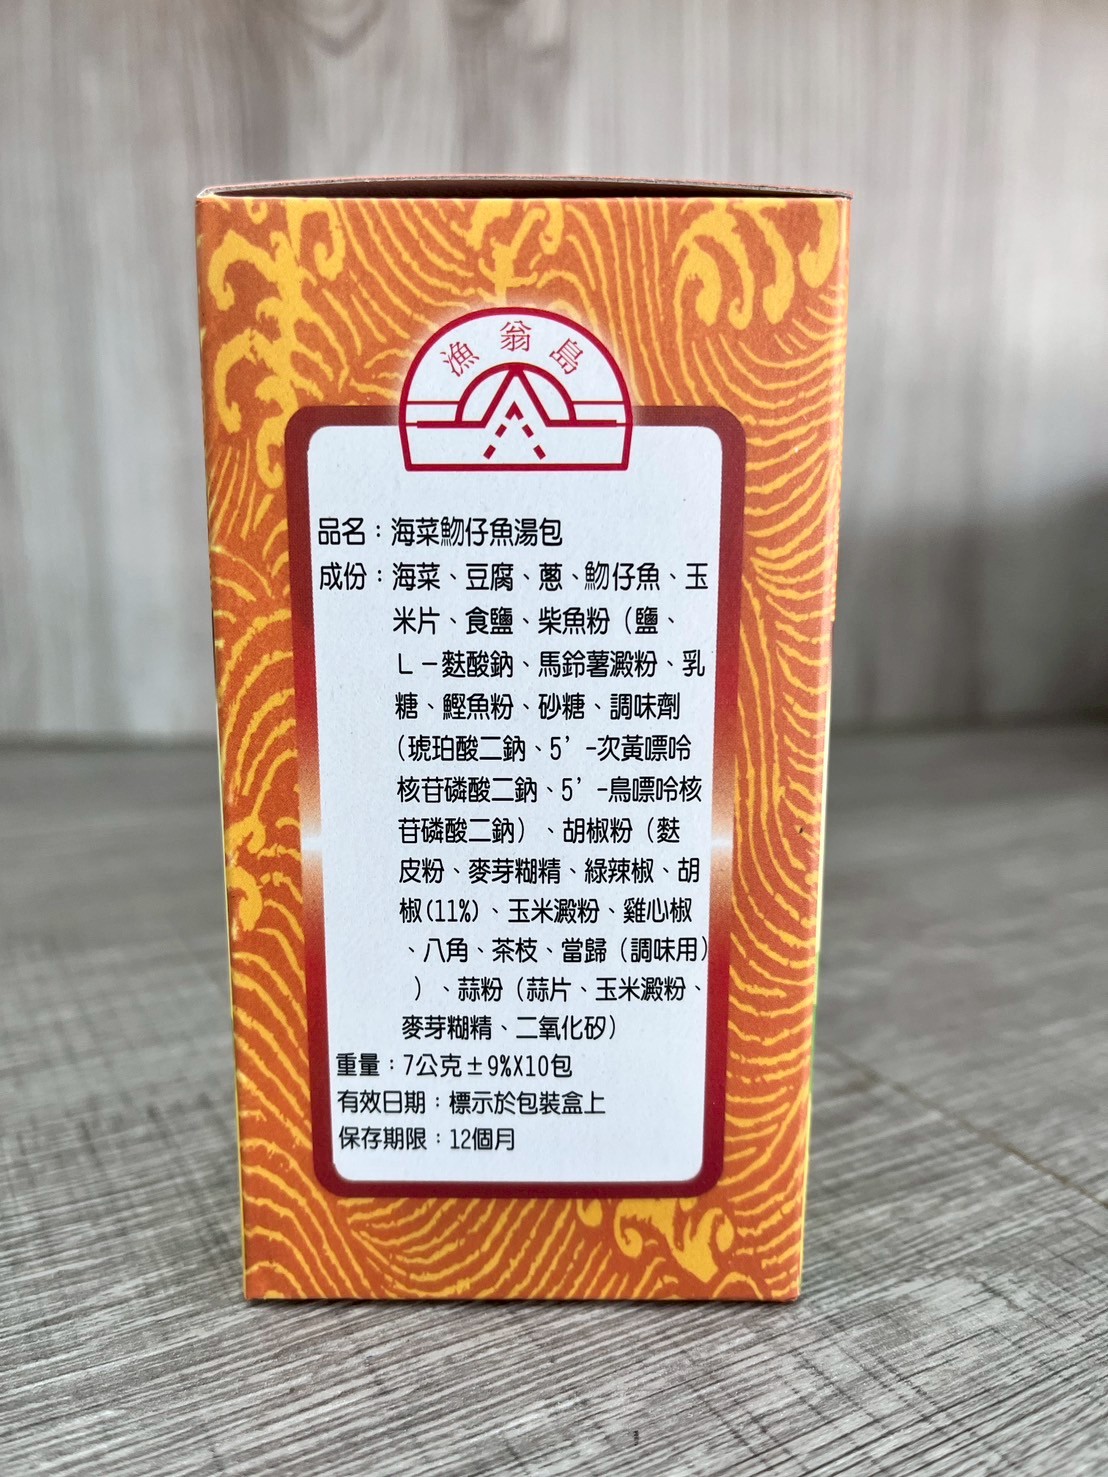 漁翁島
品名：海菜魩仔魚湯包
成份：海菜、豆腐、蔥、魩仔魚、玉
米片、食鹽、柴魚粉（鹽、
L－麩酸鈉、馬鈴薯澱粉、乳
糖、鰹魚粉、砂糖、調味劑
（琥珀酸二鈉、5’-次黃嘌呤
核苷磷酸二鈉、5’-鳥嘌呤核
苷磷酸二鈉）、胡椒粉（麩
皮粉、麥芽糊精、綠辣椒、胡
椒(11%)、玉米澱粉、雞心椒
、八角、茶枝、當歸（調味用）
）、蒜粉（蒜片、玉米澱粉、
麥芽糊精、二氧化矽）
重量：7公克±9%X10包
有效日期：標示於包裝盒上
保存期限：12個月